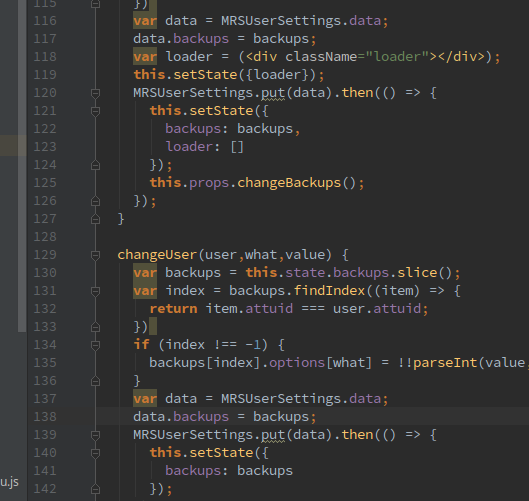 115 })
116 var data = MRSUserSettings.data;
117 data.backups = backups;
118 var loader = (<div className="loader"></div>);
119 this.setState({loader});
120 MRSUserSettings.put(data).then(() => {
121 this.setState({
122 backups: backups,
123 loader: []
124 });
125 this.props.changeBackups();
126 });
127 }
128
129 changeUser(user,what,value) {
130 var backups = this.state.backups.slice();
131 var index = backups.findIndex((item) => {
132 return item.attuid === user.attuid;
133 })
134 if (index !== -1) {
135 backups[index].options[what] = !!parseInt(value,
136 }
137 var data = MRSUserSettings.data;
138 data.backups = backups;
139 MRSUserSettings.put(data).then(() => {
140 this.setState({
141 backups: backups
142 });
u.js